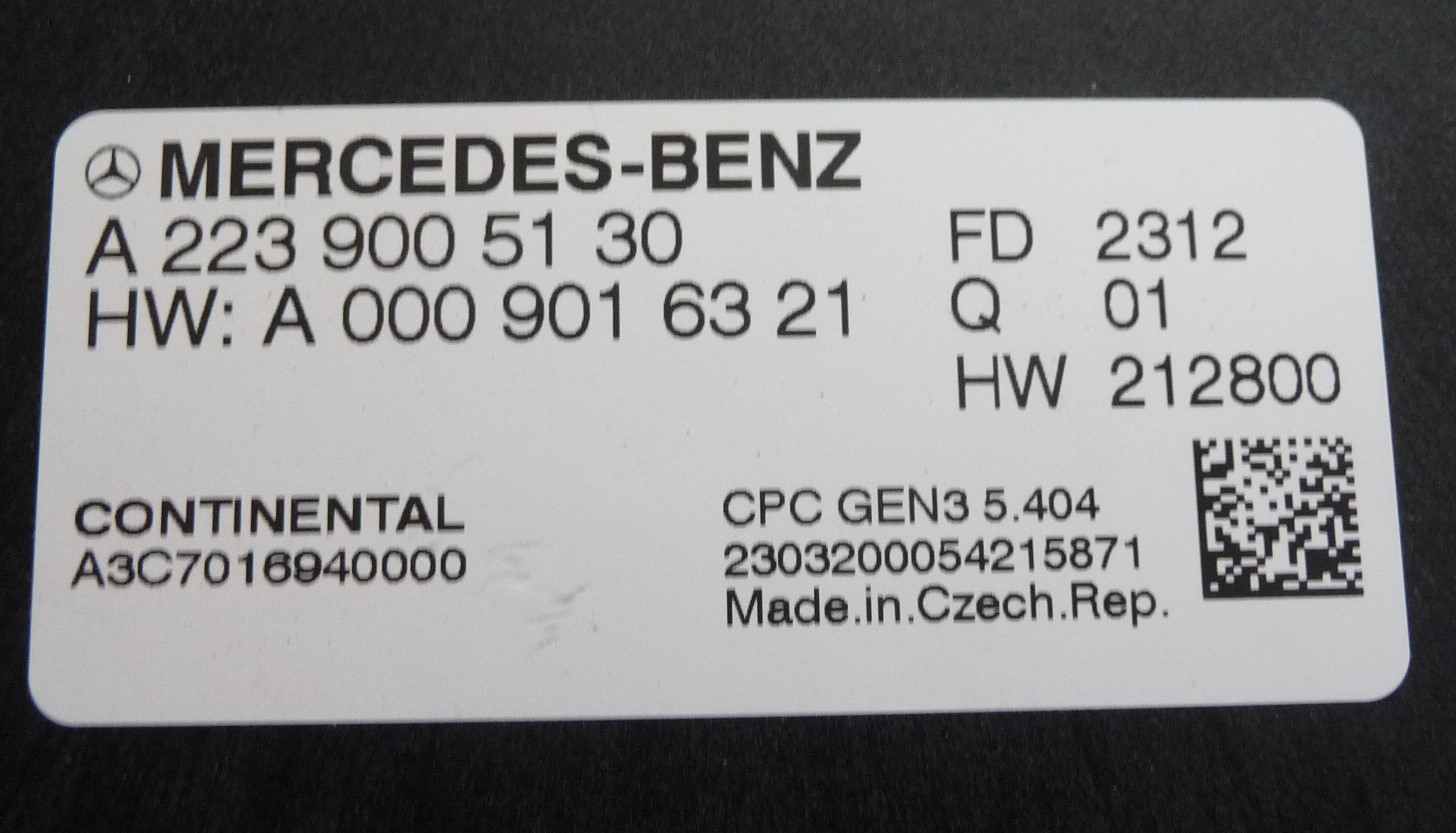 MERCEDES-BENZ
A 223 900 51 30
HW: A 000 901 63 21
FD 2312
Q 01
HW 212800
CONTINENTAL
A3C7016940000
CPC GEN3 5.404
2303200054215871
Made.in.Czech.Rep.